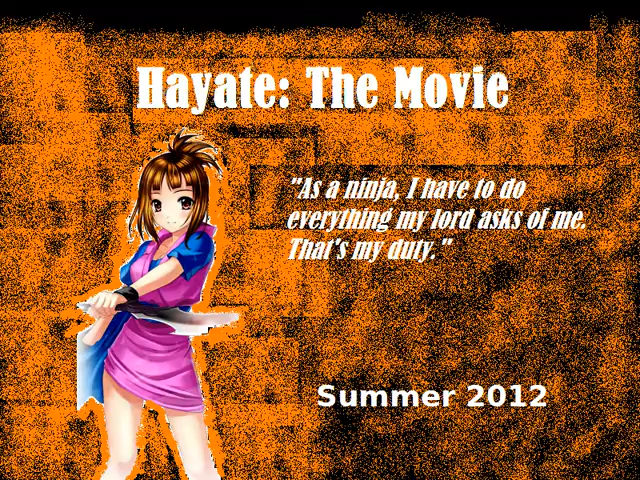 Hayate: The Movie
"As a ninja, I have to do
everything my lord asks of me.
That's my duty."
Summer 2012